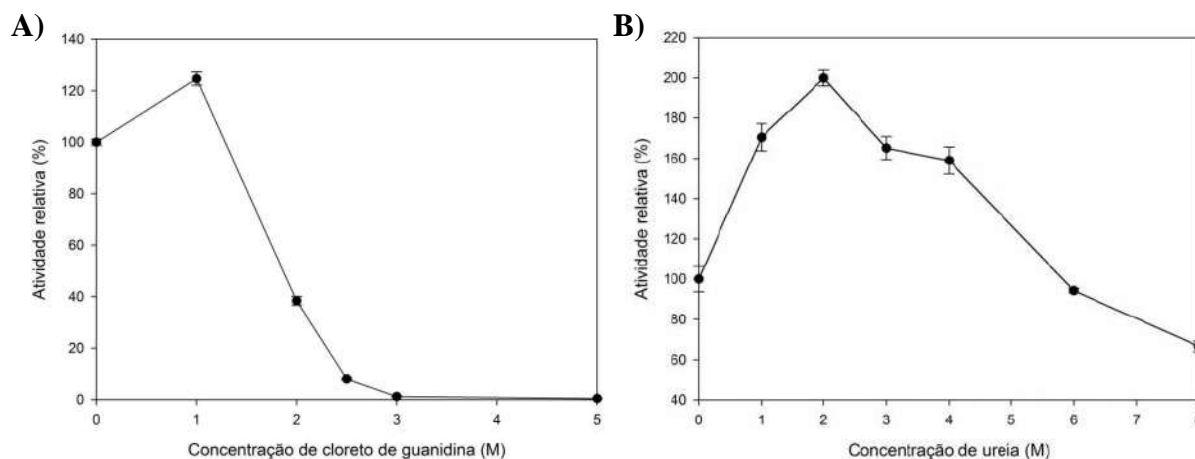 A)
140
120
100
80
60
40
20
0
0 1 2 3 4 5
Atividade relativa (%)
Concentração de cloreto de guanidina (M)
B)
220
200
180
160
140
120
100
80
60
40
0 1 2 3 4 5 6 7
Atividade relativa (%)
Concentração de ureia (M)